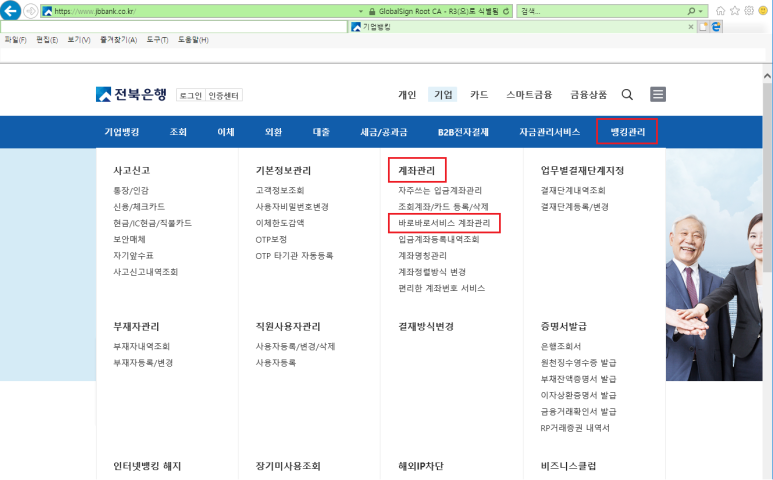 https://www.jbbank.co.kr/
GlobalSign Root CA - R3(으)로 식별됨
검색...
기업뱅킹
파일(F) 편집(E) 보기(V) 즐겨찾기(A) 도구(T) 도움말(H)
전북은행 로그인 인증센터 개인 기업 카드 스마트금융 금융상품
기업뱅킹 조회 이체 외환 대출 세금/공과금 B2B전자결제 자금관리서비스 뱅킹관리
사고신고
통장/인감
신용/체크카드
현금/IC현금/직불카드
보안매체
자기앞수표
사고신고내역조회
기본정보관리
고객정보조회
사용자비밀번호변경
이체한도감액
OTP보정
OTP 타기관 자동등록
계좌관리
자주쓰는 입금계좌관리
조회계좌/카드 등록/삭제
바로바로서비스 계좌관리
입금계좌등록내역조회
계좌명칭관리
계좌정렬방식 변경
편리한 계좌번호 서비스
업무별결재단계지정
결재단계내역조회
결재단계등록/변경
부재자관리
부재자내역조회
부재자등록/변경
직원사용자관리
사용자등록/변경/삭제
사용자등록
결재방식변경
증명서발급
은행조회서
원천징수영수증 발급
부채잔액증명서 발급
이자상환증명서 발급
금융거래확인서 발급
RP거래증권 내역서
인터넷뱅킹 해지
장기미사용조회
해외IP차단
비즈니스클럽